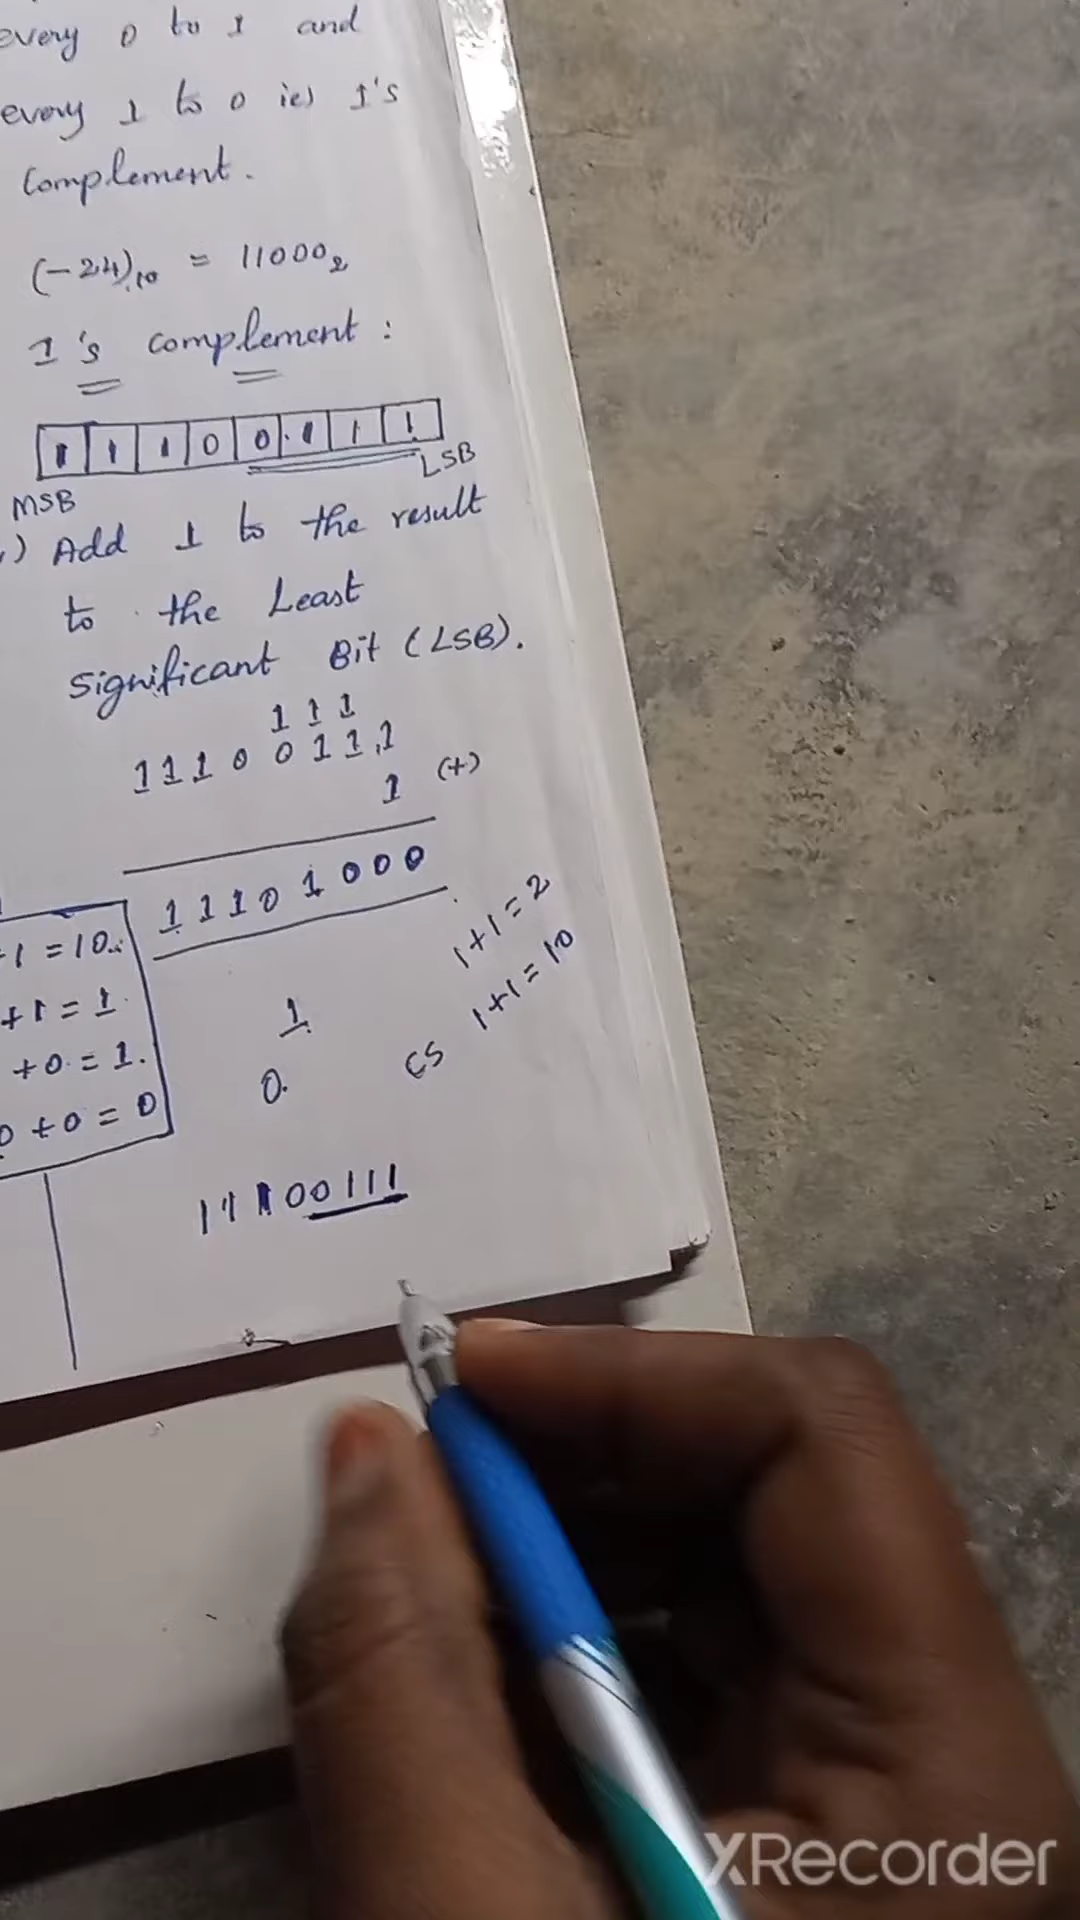 every 0 to 1 and
every 1 to 0 ie) 1's
Complement.
(-24)10 = 110002
1's complement :
1 1 1 0 0 1 1 1
MSB LSB
) Add 1 to the result
to the Least
Significant Bit (LSB).
1 1 1
1 1 1 0 0 1 1 1
1 (+)
1 1 1 0 1 0 0 0
1+1=2
1+1=10
+1=10
+1=1
+0=1.
0+0=0
1
0
CS
11100111
XRecorder